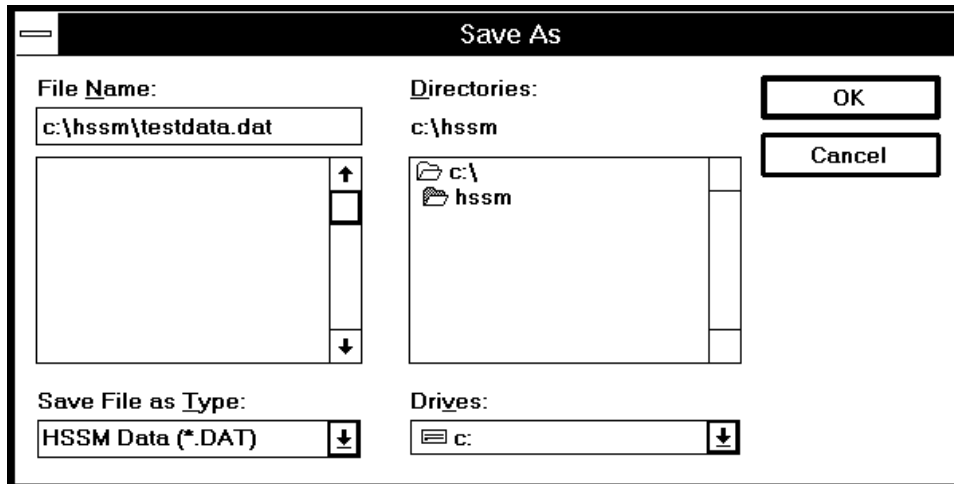 Save As
File Name:
c:\hssm\testdata.dat
Directories:
c:\hssm
c:\
hssm
OK
Cancel
Save File as Type:
HSSM Data (*.DAT)
Drives:
c: